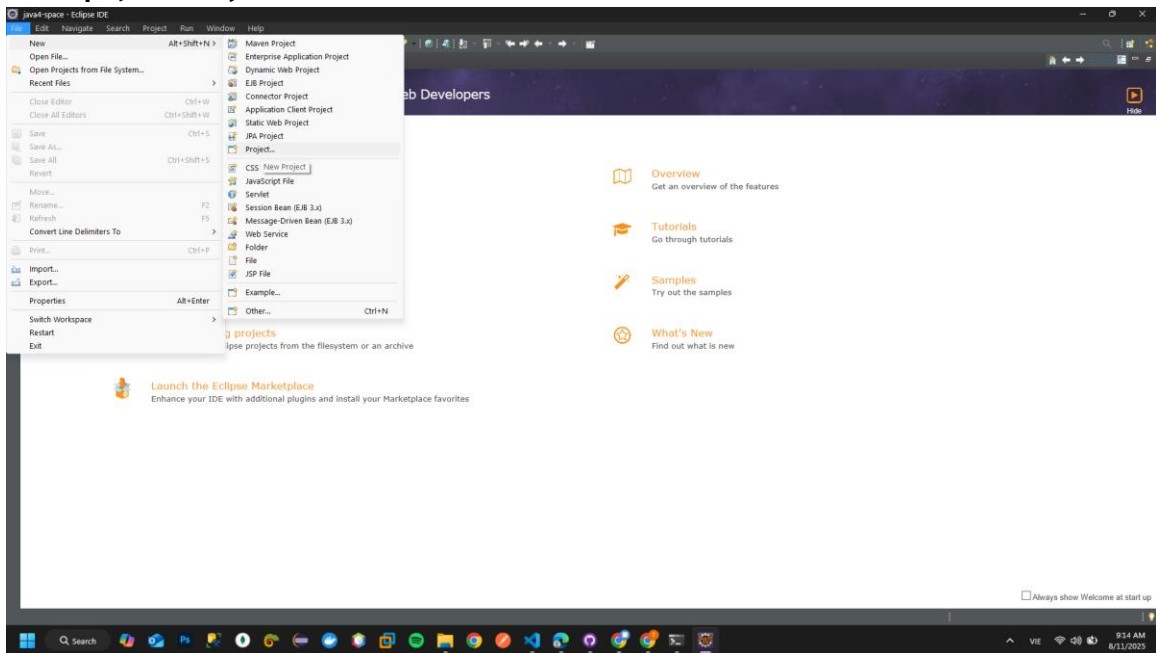 java4-space - Eclipse IDE
File Edit Navigate Search Project Run Window Help
New Alt+Shift+N >
Open File...
Open Projects from File System...
Recent Files >
Close Editor Ctrl+W
Close All Editors Ctrl+Shift+W
Save Ctrl+S
Save As...
Save All Ctrl+Shift+S
Revert
Move...
Rename... F2
Refresh F5
Convert Line Delimiters To >
Print... Ctrl+P
Import...
Export...
Properties Alt+Enter
Switch Workspace >
Restart
Exit
Maven Project
Enterprise Application Project
Dynamic Web Project
EJB Project
Connector Project
Application Client Project
Static Web Project
JPA Project
Project...
CSS
New Project
JavaScript File
Servlet
Session Bean (EJB 3.x)
Message-Driven Bean (EJB 3.x)
Web Service
Folder
File
JSP File
Example...
Other... Ctrl+N
eb Developers
Hide
Overview
Get an overview of the features
Tutorials
Go through tutorials
Samples
Try out the samples
What's New
Find out what is new
g projects
ipse projects from the filesystem or an archive
Launch the Eclipse Marketplace
Enhance your IDE with additional plugins and install your Marketplace favorites
Always show Welcome at start up
Search
VIE
9:14 AM
8/11/2025